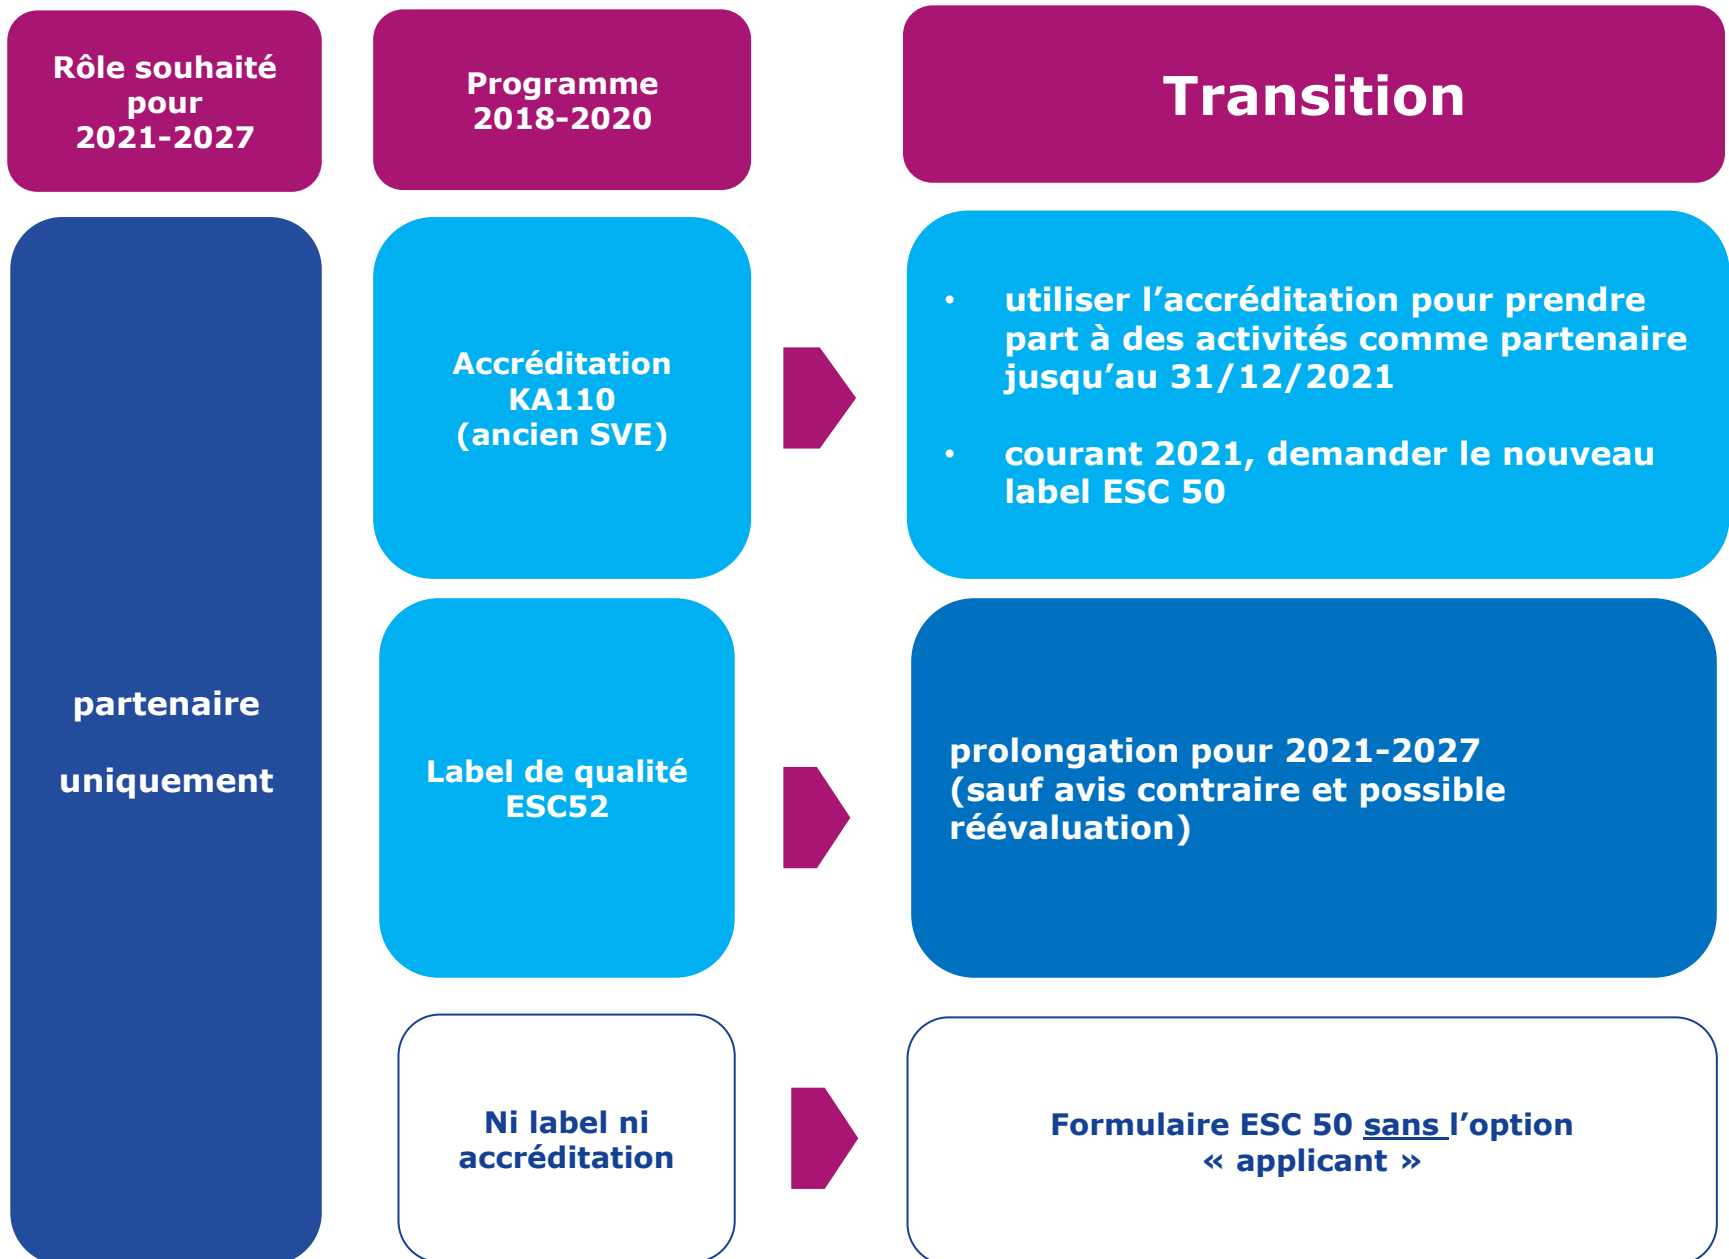 Rôle souhaité
pour
2021-2027
Programme
2018-2020
Transition
partenaire
uniquement
Accréditation
KA110
(ancien SVE)
• utiliser l’accréditation pour prendre
part à des activités comme partenaire
jusqu’au 31/12/2021
• courant 2021, demander le nouveau
label ESC 50
Label de qualité
ESC52
prolongation pour 2021-2027
(sauf avis contraire et possible
réévaluation)
Ni label ni
accréditation
Formulaire ESC 50 sans l’option
« applicant »